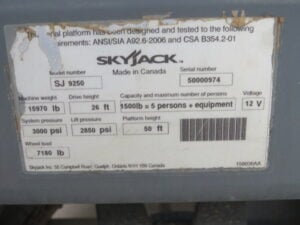 rial platform has been designed and tested to the following
irements: ANSI/SIA A92.6-2006 and CSA B354.2-01
SKYJACK
Made in Canada
Model number
SJ 9250
Serial number
50000974
Machine weight
15970 lb
Drive height
26 ft
Capacity and maximum number of persons
1500lb = 5 persons + equipment
Voltage
12 V
System pressure
3000 psi
Lift pressure
2850 psi
Platform height
50 ft
Wheel load
7180 lb
Skyjack Inc. 55 Campbell Road, Guelph, Ontario N1H 1B9 Canada